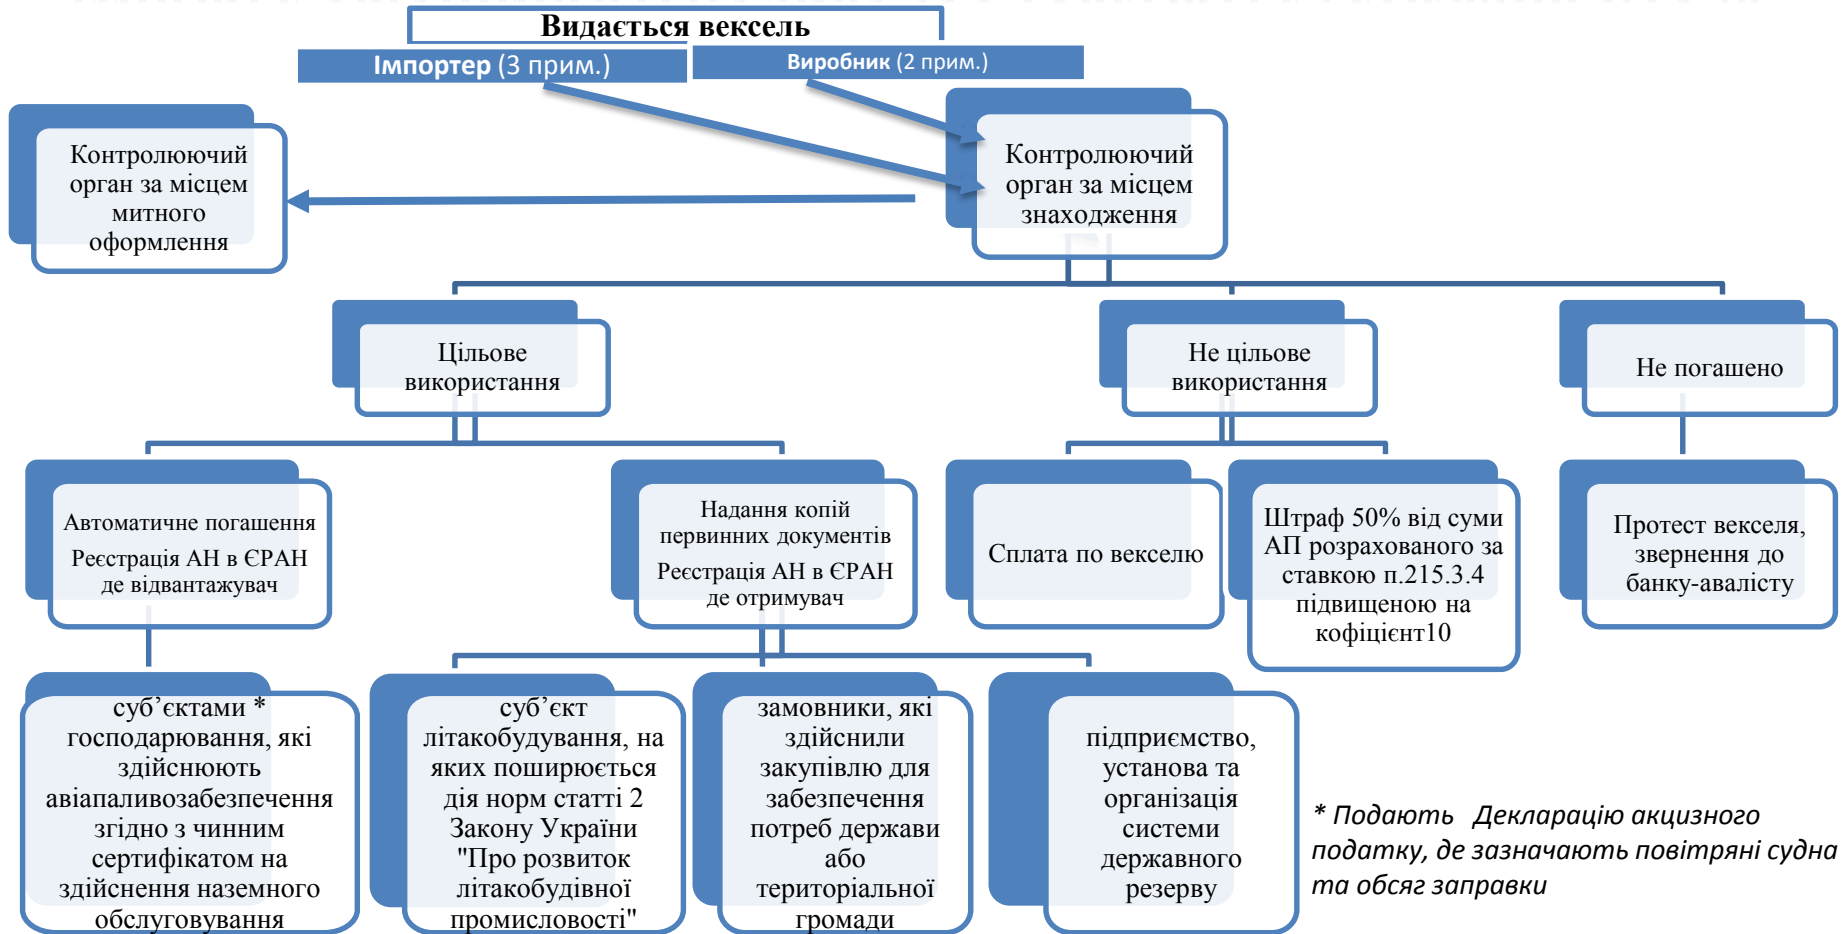 Видається вексель
Імпортер (3 прим.)
Виробник (2 прим.)
Контролюючий
орган за місцем
митного
оформлення
Контролюючий
орган за місцем
знаходження
Цільове
використання
Не цільове
використання
Не погашено
Автоматичне погашення
Реєстрація АН в ЄРАН
де відвантажувач
Надання копій
первинних документів
Реєстрація АН в ЄРАН
де отримувач
Сплата по векселю
Штраф 50% від суми
АП розрахованого за
ставкою п.215.3.4
підвищеною на
кофіцієнт10
Протест векселя,
звернення до
банку-авалісту
суб’єктами *
господарювання, які
здійснюють
авіапаливозабезпечення
згідно з чинним
сертифікатом на
здійснення наземного
обслуговування
суб’єкт
літакобудування, на
яких поширюється
дія норм статті 2
Закону України
"Про розвиток
літакобудівної
промисловості"
замовники, які
здійснили
закупівлю для
забезпечення
потреб держави
або
територіальної
громади
підприємство,
установа та
організація
системи
державного
резерву
* Подають Декларацію акцизного
податку, де зазначають повітряні судна
та обсяг заправки